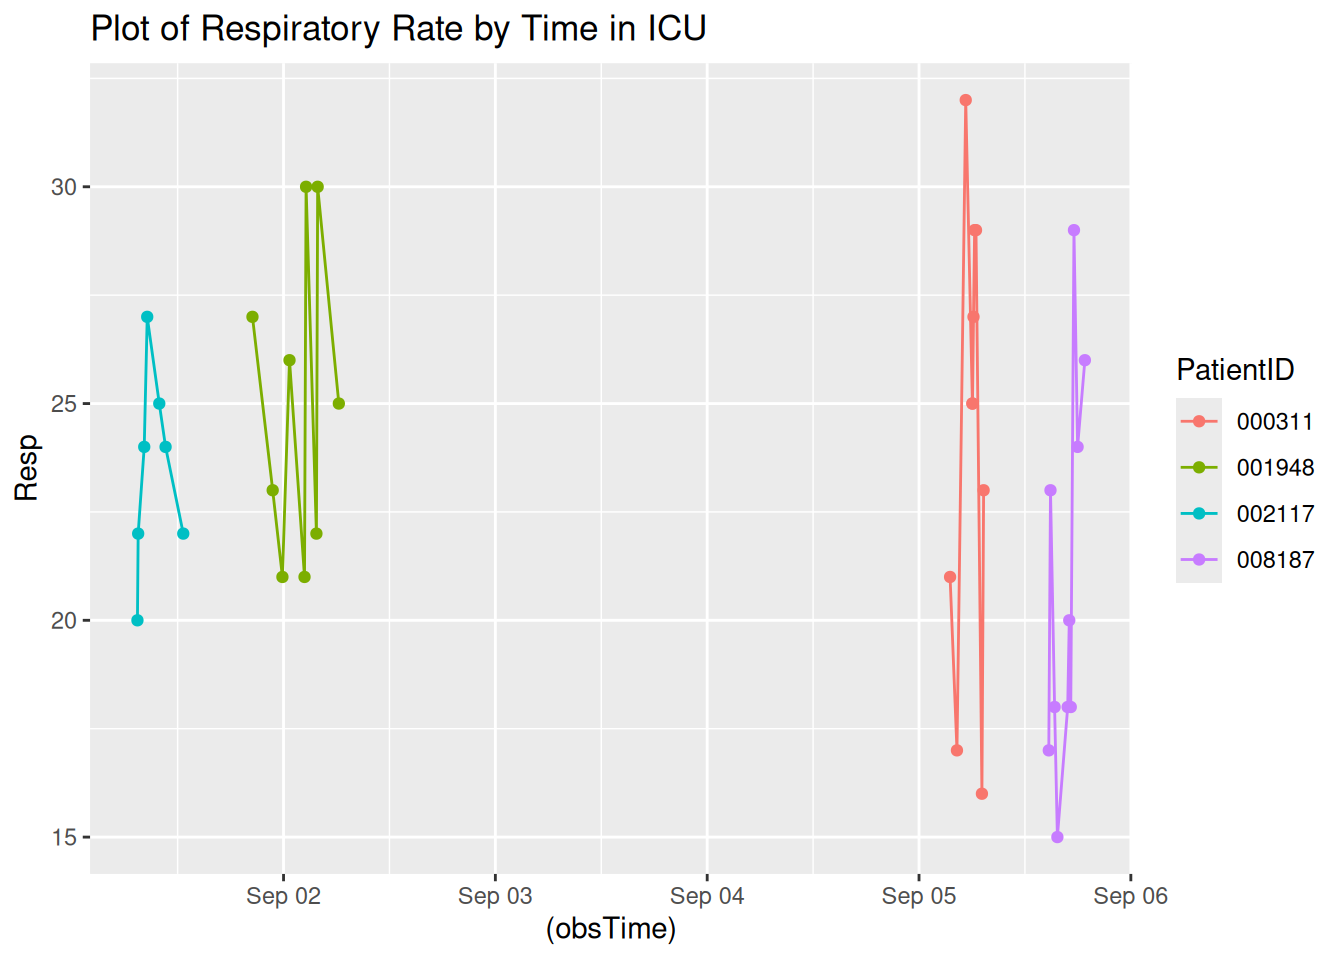 Plot of Respiratory Rate by Time in ICU
30
25
20
15
Resp
Sep 02
Sep 03
Sep 04
Sep 05
Sep 06
(obsTime)
PatientID
000311
001948
002117
008187